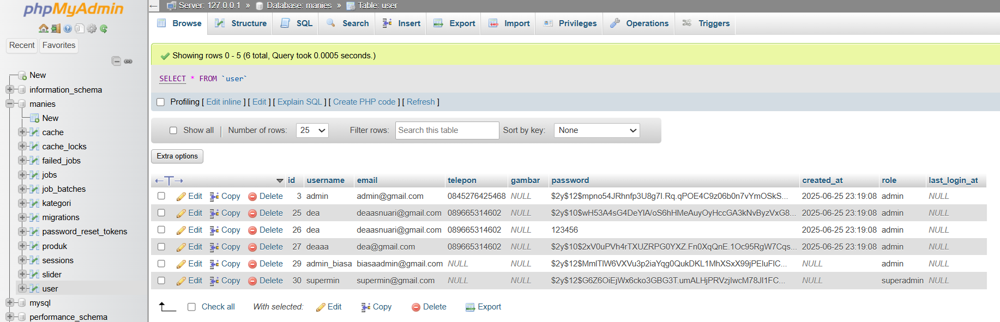 phpMyAdmin
Recent Favorites
New
information_schema
manies
New
cache
cache_locks
failed_jobs
jobs
job_batches
kategori
migrations
password_reset_tokens
produk
sessions
slider
user
mysql
performance_schema
Server: 127.0.0.1 » Database: manies » Table: user
Browse Structure SQL Search Insert Export Import Privileges Operations Triggers
Showing rows 0 - 5 (6 total, Query took 0.0005 seconds.)
SELECT * FROM `user`
Profiling [ Edit inline ] [ Edit ] [ Explain SQL ] [ Create PHP code ] [ Refresh ]
Show all | Number of rows: 25 Filter rows: Search this table Sort by key: None
Extra options
←T→ id username email telepon gambar password created_at role last_login_at
Edit Copy Delete 3 admin admin@gmail.com 0845276425468 NULL $2y$12$mpno54JRhnfp3U8g7I.Rq.qPOE4C9z06b0n7vYmOSkS... 2025-06-25 23:19:08 admin NULL
Edit Copy Delete 25 dea deaasnuari@gmail.com 089665314602 NULL $2y$10$wH53A4sG4DeYIA/oS6hHMeAuyOyHccGA3kNvByzVxG8... 2025-06-25 23:19:08 admin NULL
Edit Copy Delete 26 dea deaasnuari@gmail.com 089665314602 NULL 123456 2025-06-25 23:19:08 admin NULL
Edit Copy Delete 27 deaaa dea@gmail.com 089665314602 NULL $2y$10$2xV0uPVh4rTXUZRPG0YXZ.Fn0XqQnE.1Oc95RgW7Cqs... 2025-06-25 23:19:08 admin NULL
Edit Copy Delete 29 admin_biasa biasaadmin@gmail.com NULL NULL $2y$12$MmlTlW6VXVu3p2iaYqg0QukDKL1MhXSxX99jPEIuFIC... NULL admin NULL
Edit Copy Delete 30 supermin supermin@gmail.com NULL NULL $2y$12$G6Z6OiEjWx6cko3GBG3T.umALHjPRVzjIwcM78JI1FC... NULL superadmin NULL
Check all With selected: Edit Copy Delete Export